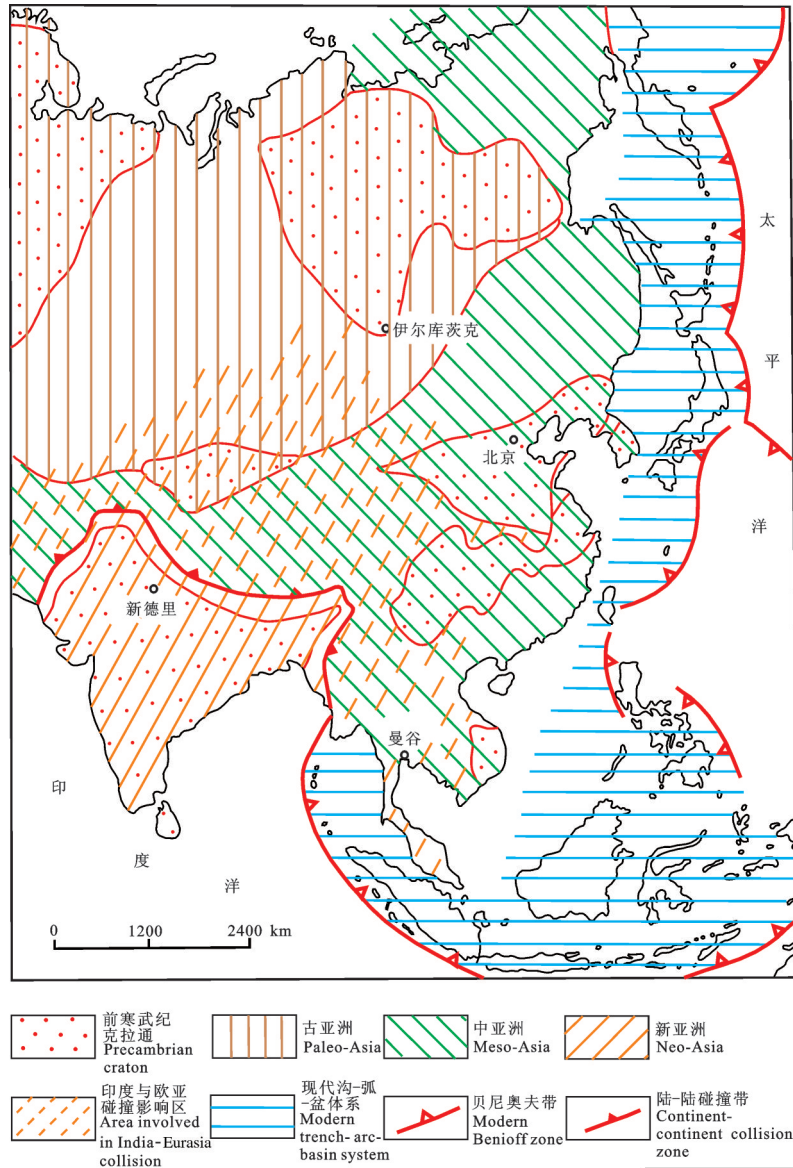 伊尔库茨克
太
平
洋
北京
新德里
曼谷
印
度
洋
0 1200 2400 km
前寒武纪
克拉通
Precambrian
craton
古亚洲
Paleo-Asia
中亚洲
Meso-Asia
新亚洲
Neo-Asia
印度与欧亚
碰撞影响区
Area involved
in India-Eurasia
collision
现代沟-弧
-盆体系
Modern
trench-arc-
basin system
贝尼奥夫带
Modern
Benioff zone
陆-陆碰撞带
Continent-
continent collision
zone